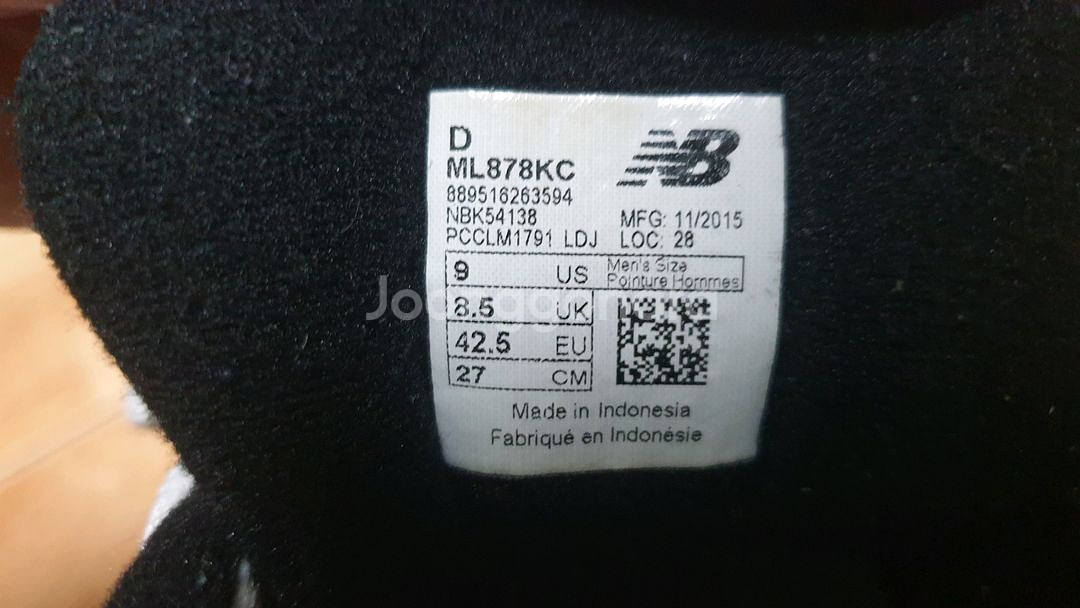 D
NB
ML878KC
889516263594
NBK54138
MFG: 11/2015
PCCLM1791 LDJ
LOC: 28
9 US
Men's Size
Pointure Hommes
8.5 UK
42.5 EU
27 CM
Made in Indonesia
Fabriqué en Indonésie